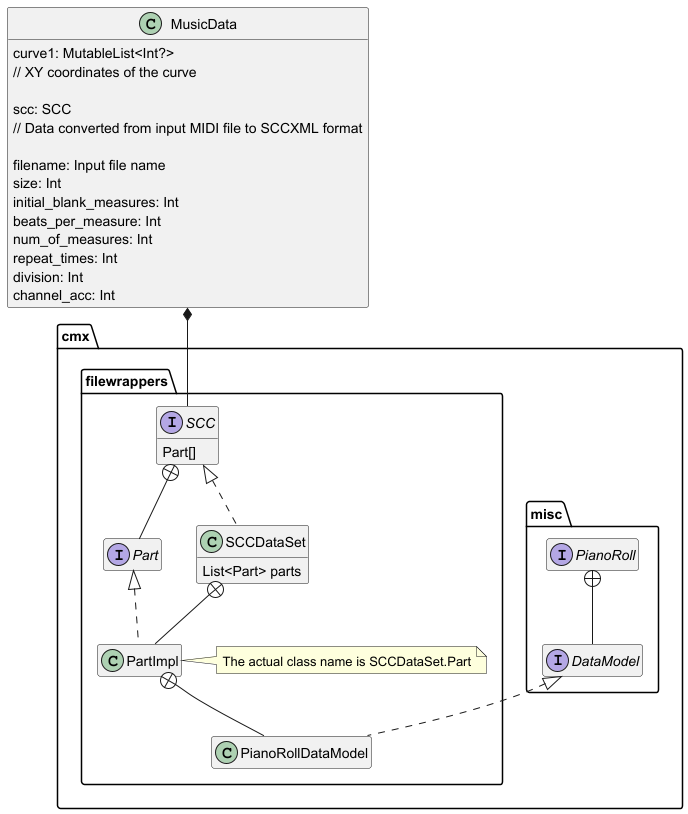 C MusicData
curve1: MutableList<Int?>
// XY coordinates of the curve
scc: SCC
// Data converted from input MIDI file to SCCXML format
filename: Input file name
size: Int
initial_blank_measures: Int
beats_per_measure: Int
num_of_measures: Int
repeat_times: Int
division: Int
channel_acc: Int
cmx
filewrappers
I SCC
Part[]
misc
I Part
C SCCDataSet
List<Part> parts
I PianoRoll
C PartImpl
The actual class name is SCCDataSet.Part
I DataModel
C PianoRollDataModel